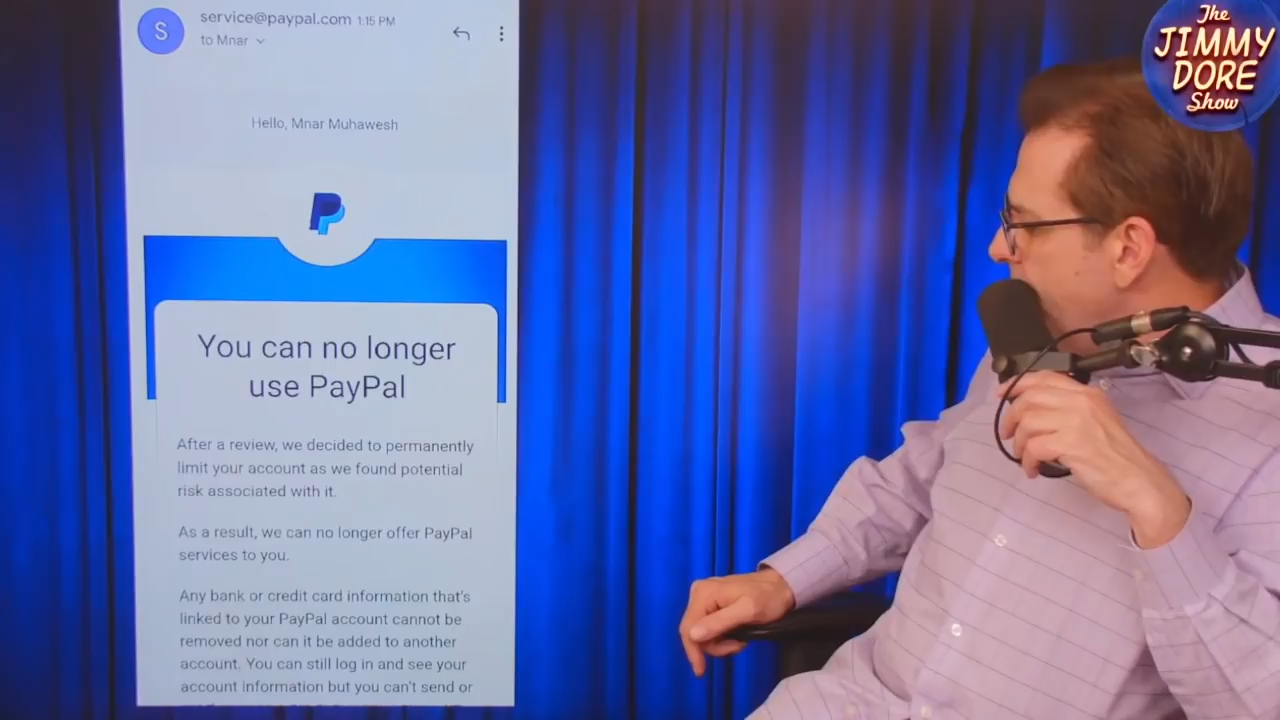 service@paypal.com 1:15 PM
to Mnar
S
Hello, Mnar Muhawesh
You can no longer
use PayPal
After a review, we decided to permanently
limit your account as we found potential
risk associated with it.
As a result, we can no longer offer PayPal
services to you.
Any bank or credit card information that's
linked to your PayPal account cannot be
removed nor can it be added to another
account. You can still log in and see your
account information but you can't send or
The
JIMMY
DORE
Show